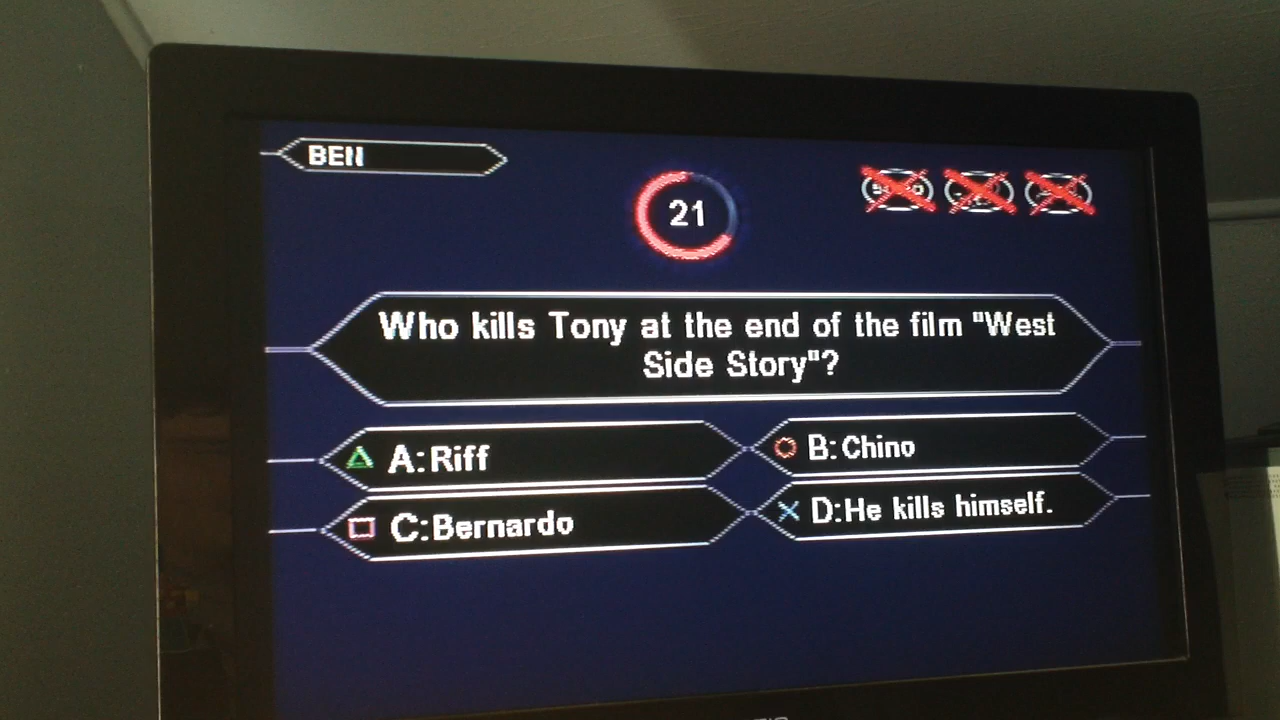 BEN
21
Who kills Tony at the end of the film "West
Side Story"?
A:Riff
B:Chino
C:Bernardo
D:He kills himself.